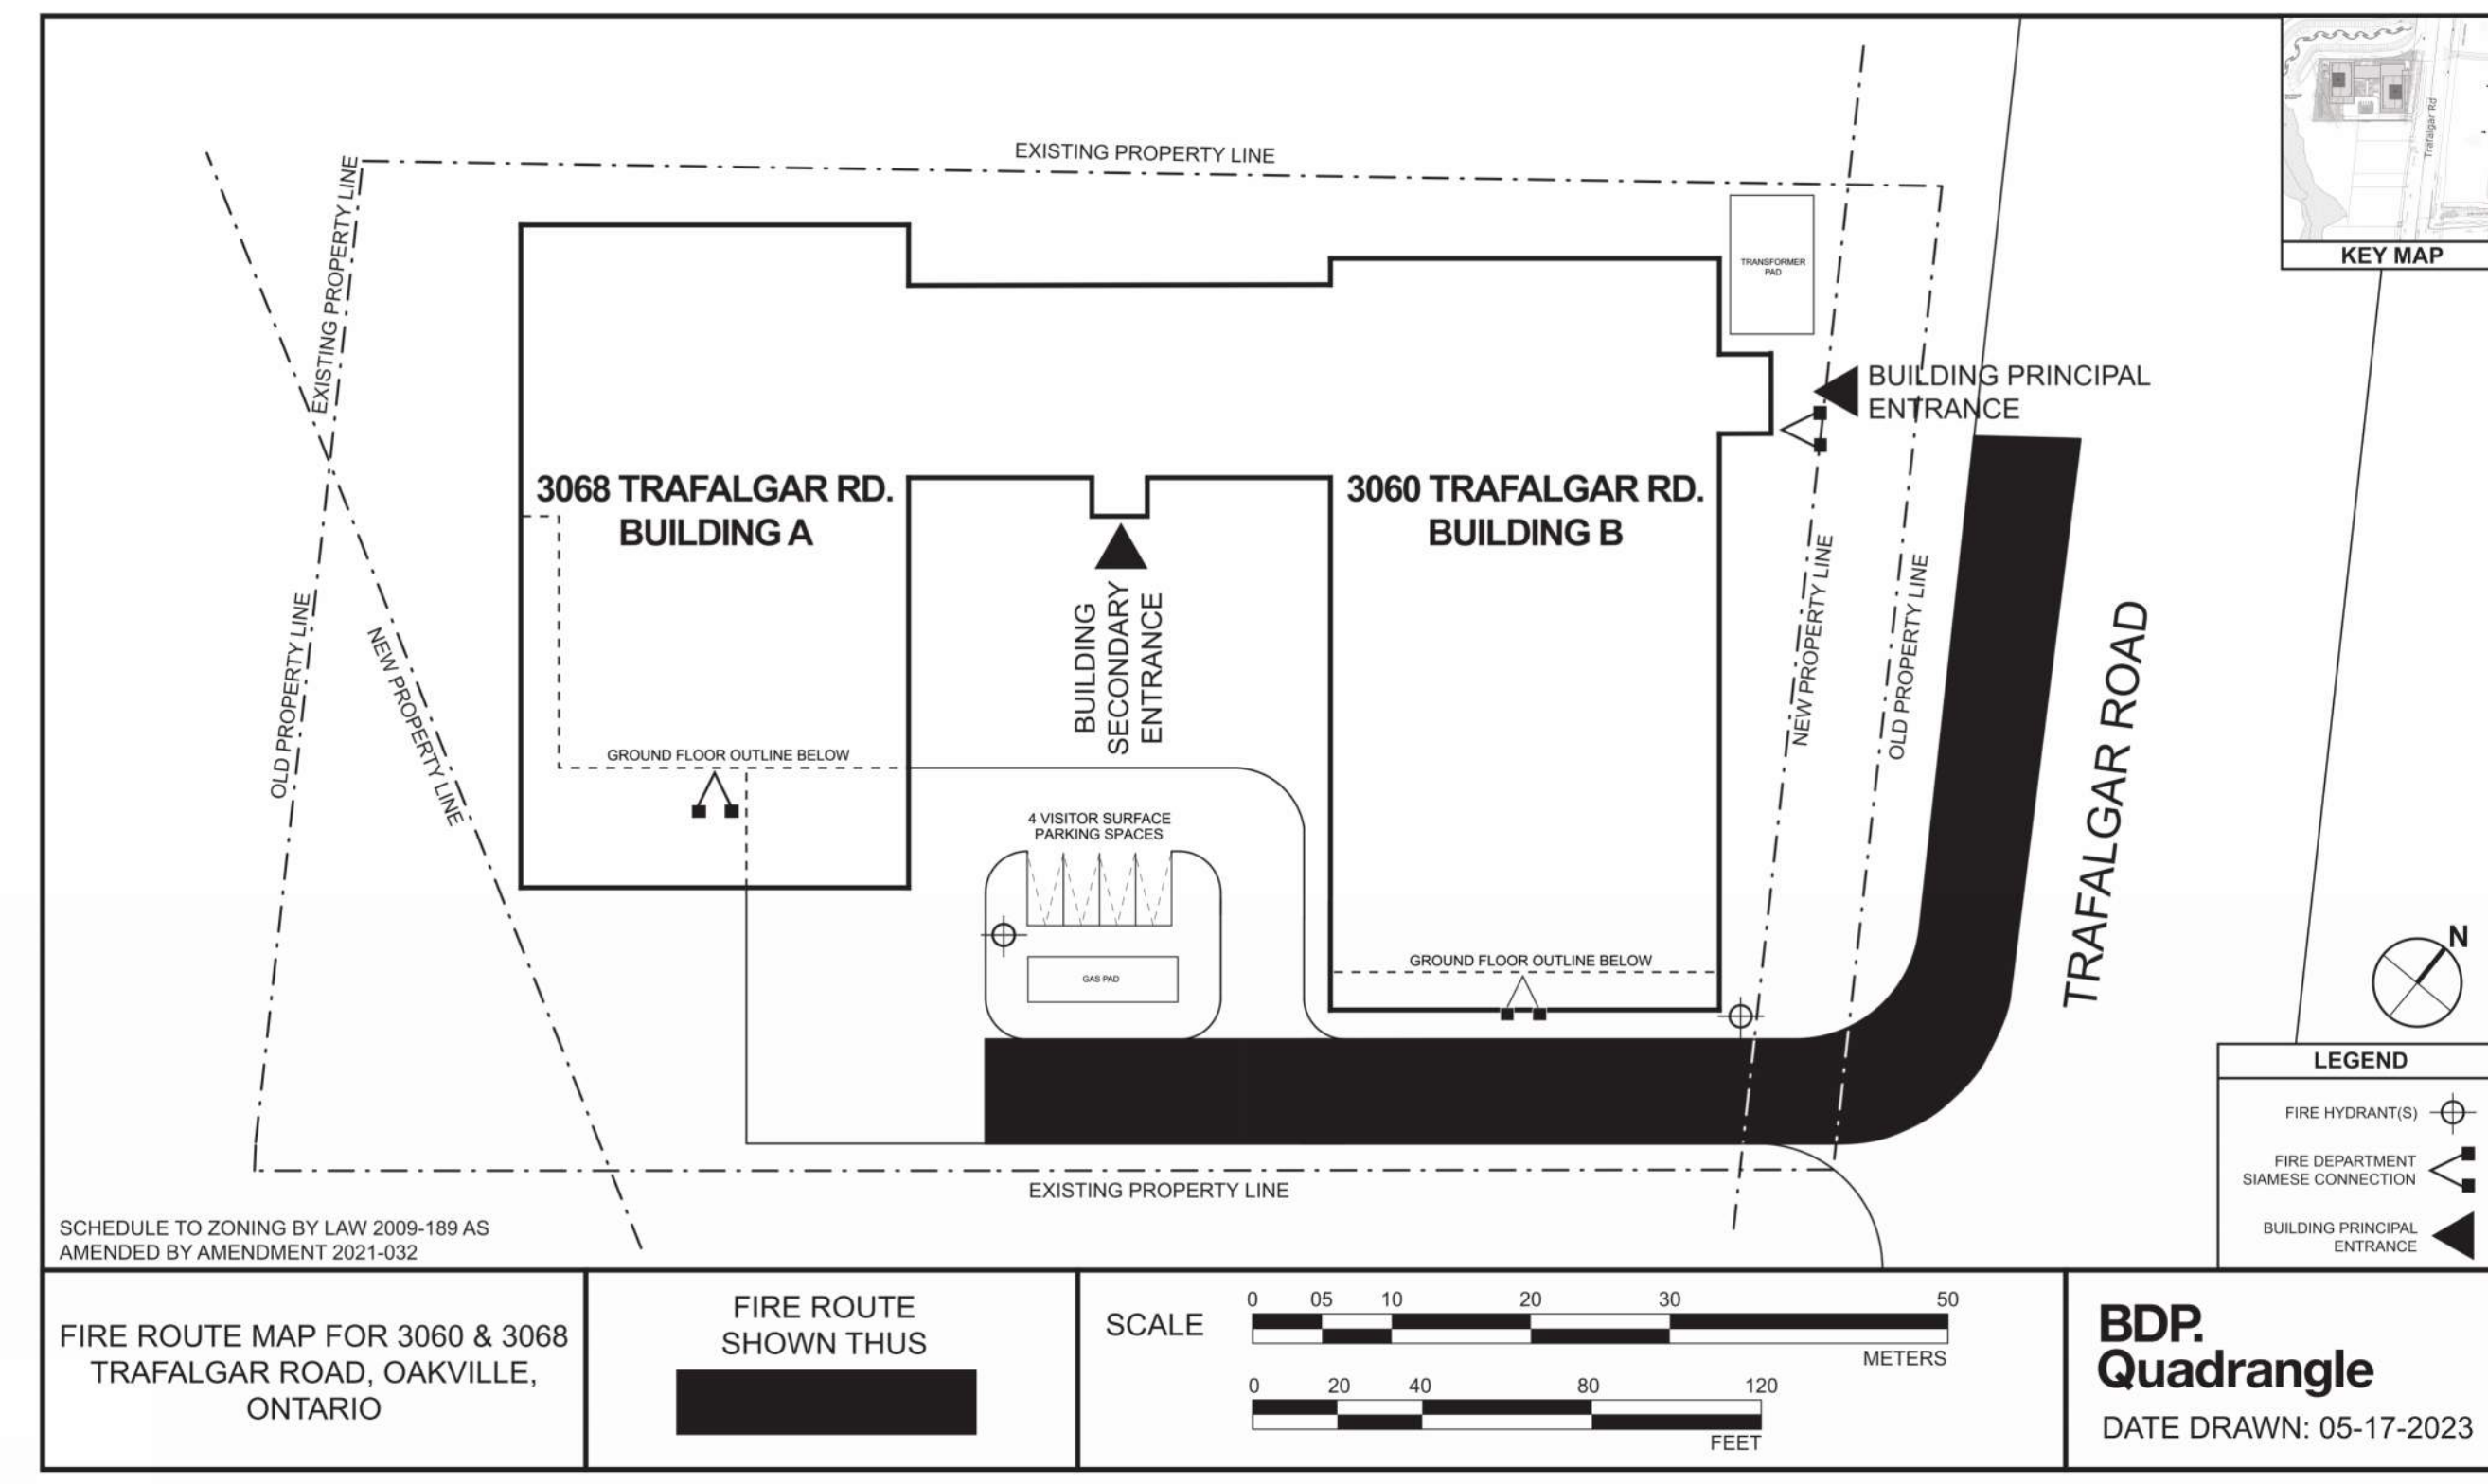 EXISTING PROPERTY LINE
EXISTING PROPERTY LINE
Trafalgar Rd
KEY MAP
TRANSFORMER
PAD
BUILDING PRINCIPAL
ENTRANCE
3068 TRAFALGAR RD.
BUILDING A
3060 TRAFALGAR RD.
BUILDING B
BUILDING
SECONDARY
ENTRANCE
OLD PROPERTY LINE
NEW PROPERTY LINE
NEW PROPERTY LINE
OLD PROPERTY LINE
TRAFALGAR ROAD
GROUND FLOOR OUTLINE BELOW
4 VISITOR SURFACE
PARKING SPACES
GAS PAD
GROUND FLOOR OUTLINE BELOW
N
EXISTING PROPERTY LINE
LEGEND
FIRE HYDRANT(S)
FIRE DEPARTMENT
SIAMESE CONNECTION
BUILDING PRINCIPAL
ENTRANCE
SCHEDULE TO ZONING BY LAW 2009-189 AS
AMENDED BY AMENDMENT 2021-032
FIRE ROUTE MAP FOR 3060 & 3068
TRAFALGAR ROAD, OAKVILLE,
ONTARIO
FIRE ROUTE
SHOWN THUS
SCALE
0 05 10 20 30 50
METERS
0 20 40 80 120
FEET
BDP.
Quadrangle
DATE DRAWN: 05-17-2023